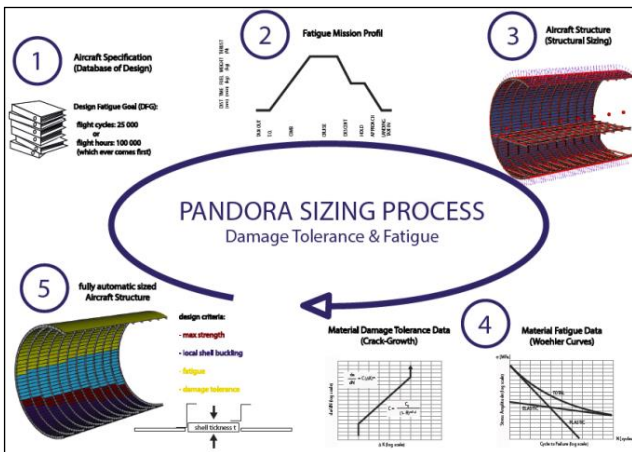 1
Aircraft Specification
(Database of Design)
Design Fatigue Goal (DFG):
flight cycles: 25 000
or
flight hours: 100 000
(which ever comes first)
2
Fatigue Mission Profil
CLIMB
CRUISE
DESCENT
HOLD
APPROACH
3
Aircraft Structure
(Structural Sizing)
PANDORA SIZING PROCESS
Damage Tolerance & Fatigue
5
fully automatic sized
Aircraft Structure
design criteria:
- max strength
- local shell buckling
- fatigue
- damage tolerance
shell tickness t
Material Damage Tolerance Data
(Crack-Growth)
Δ K (log scale)
4
Material Fatigue Data
(Woehler Curves)
TOTAL
ELASTIC
PLASTIC
Cycle to Failure (log scale)